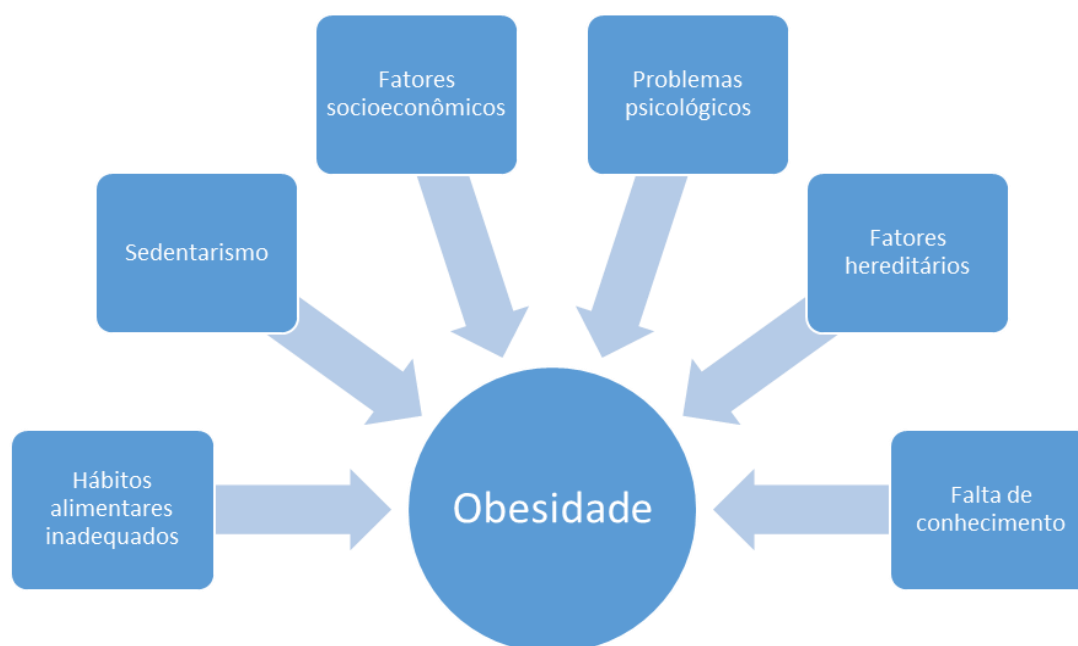 Fatores
socioeconômicos
Problemas
psicológicos
Sedentarismo
Fatores
hereditários
Hábitos
alimentares
inadequados
Obesidade
Falta de
conhecimento